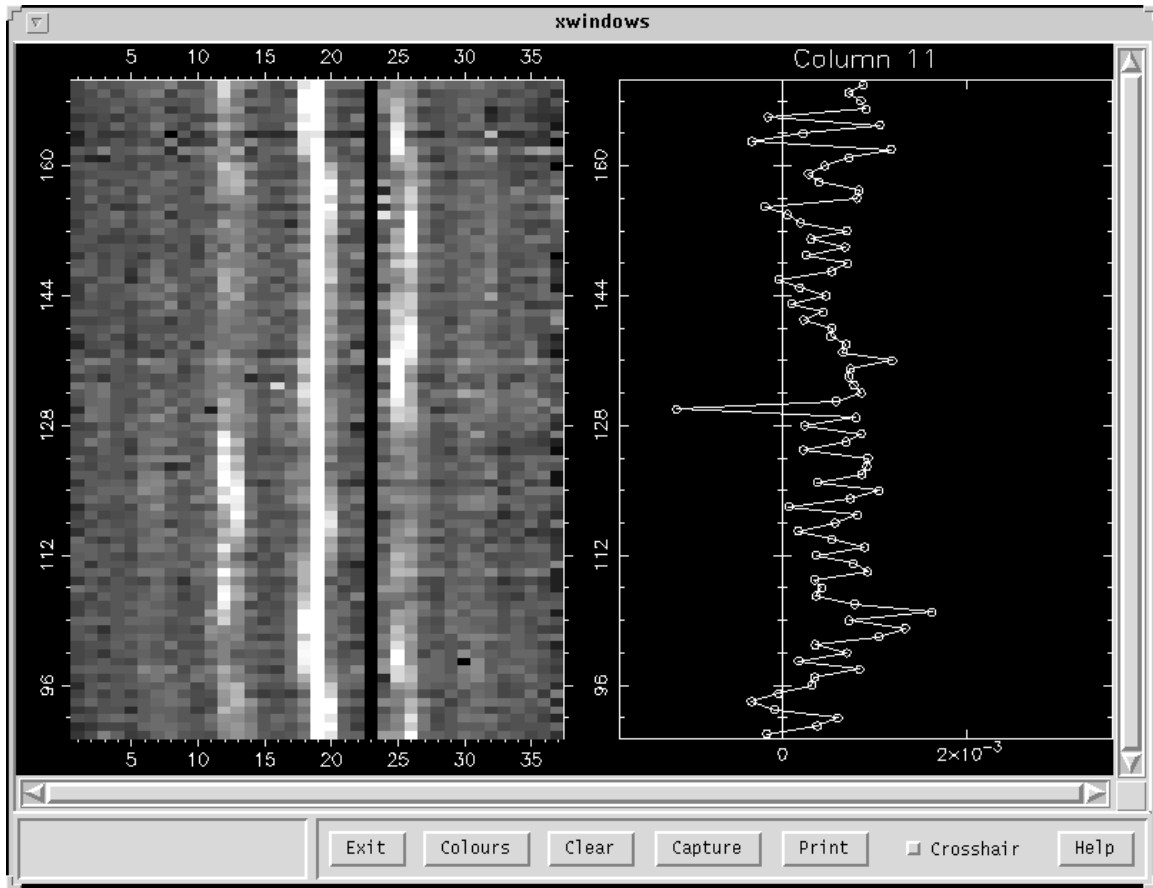 xwindows
5 10 15 20 25 30 35
Column 11
160 160
144 144
128 128
112 112
96 96
5 10 15 20 25 30 35
0 2×10⁻³
Exit Colours Clear Capture Print Crosshair Help